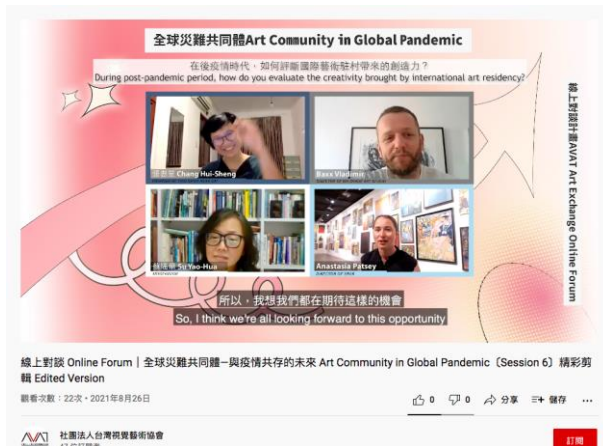 全球災難共同體Art Community in Global Pandemic
在後疫情時代，如何評斷國際藝術駐村帶來的創造力？
During post-pandemic period, how do you evaluate the creativity brought by international art residency?
線上對談計畫AVAT Art Exchange Online Forum
Chang Hui-Sheng
Baxx Vladimir
Su Yao-Hua
Anastasia Patsey
所以，我想我們都在期待這樣的機會
So, I think we're all looking forward to this opportunity
線上對談 Online Forum｜全球災難共同體—與疫情共存的未來 Art Community in Global Pandemic〔Session 6〕精彩剪
輯 Edited Version
觀看次數：22次・2021年8月26日
0 0 分享 儲存 ...
社團法人台灣視覺藝術協會
訂閱